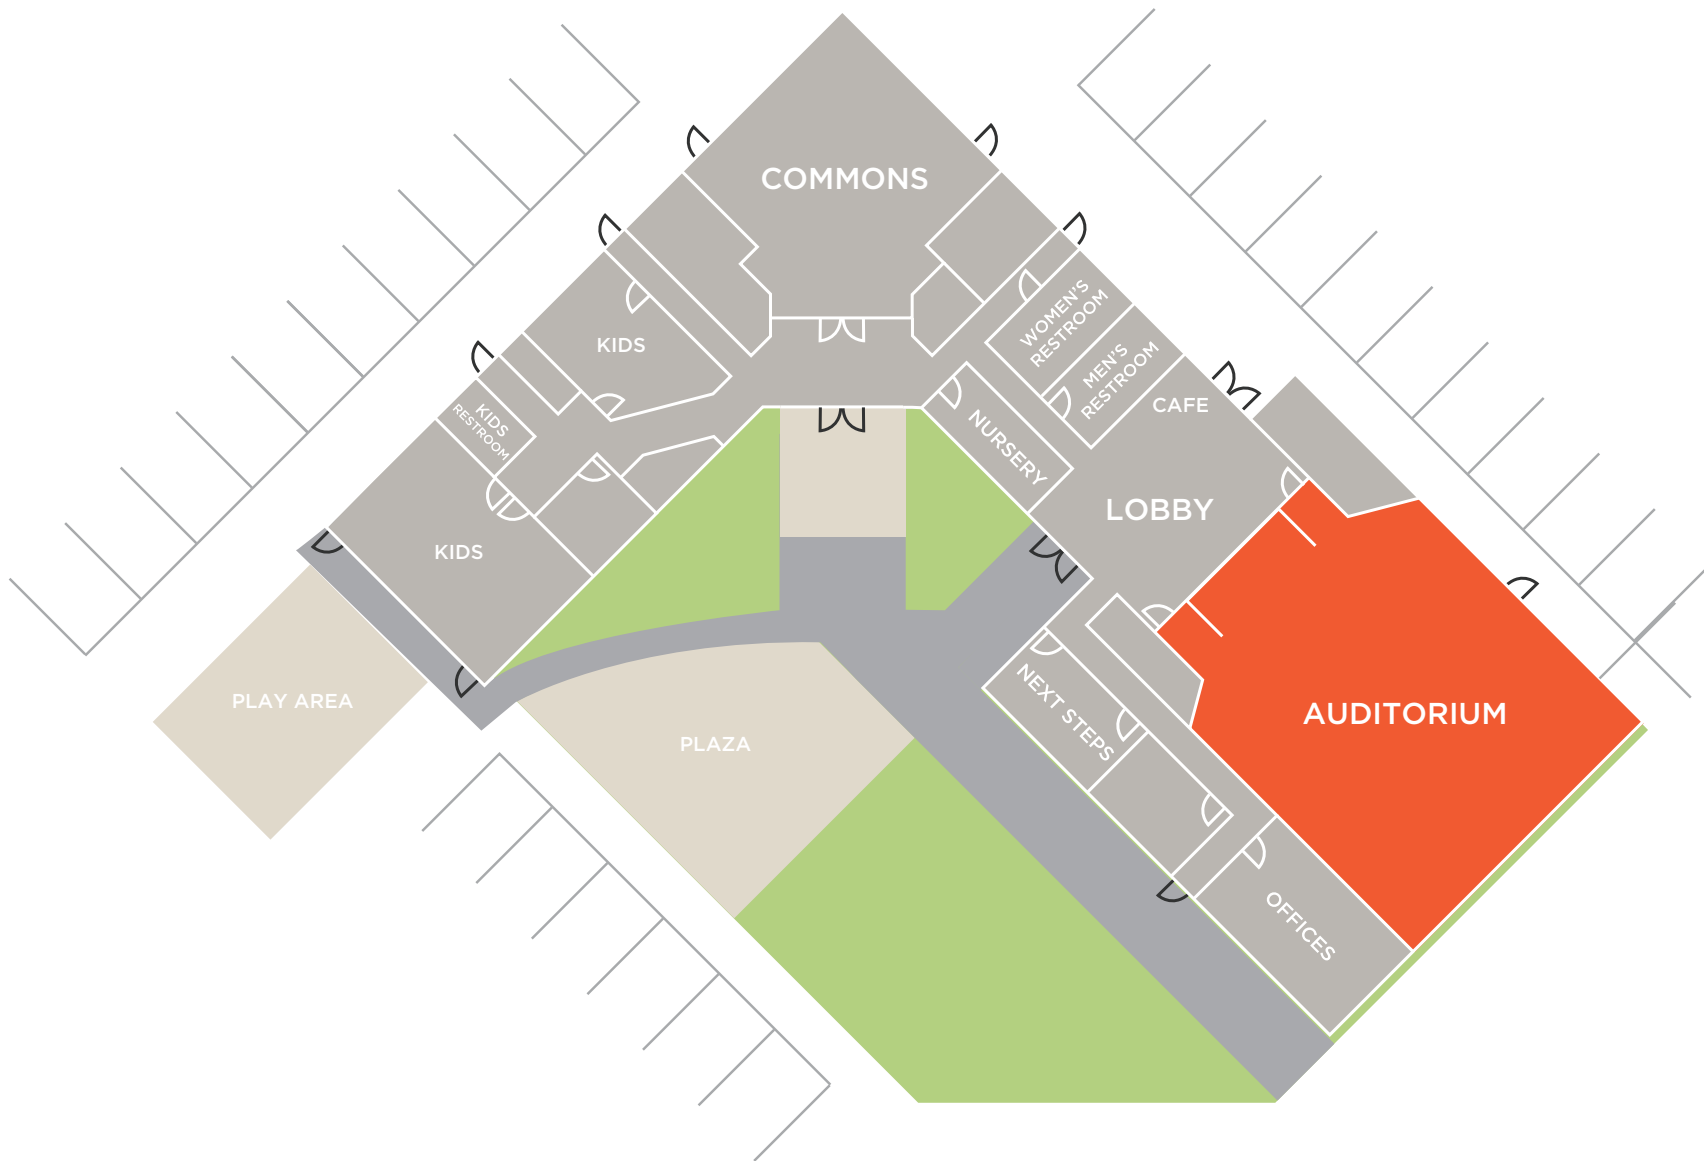 COMMONS
WOMEN'S
RESTROOM
KIDS
MEN'S
RESTROOM
CAFE
KIDS
RESTROOM
NURSERY
LOBBY
KIDS
PLAY AREA
NEXT STEPS
AUDITORIUM
PLAZA
OFFICES